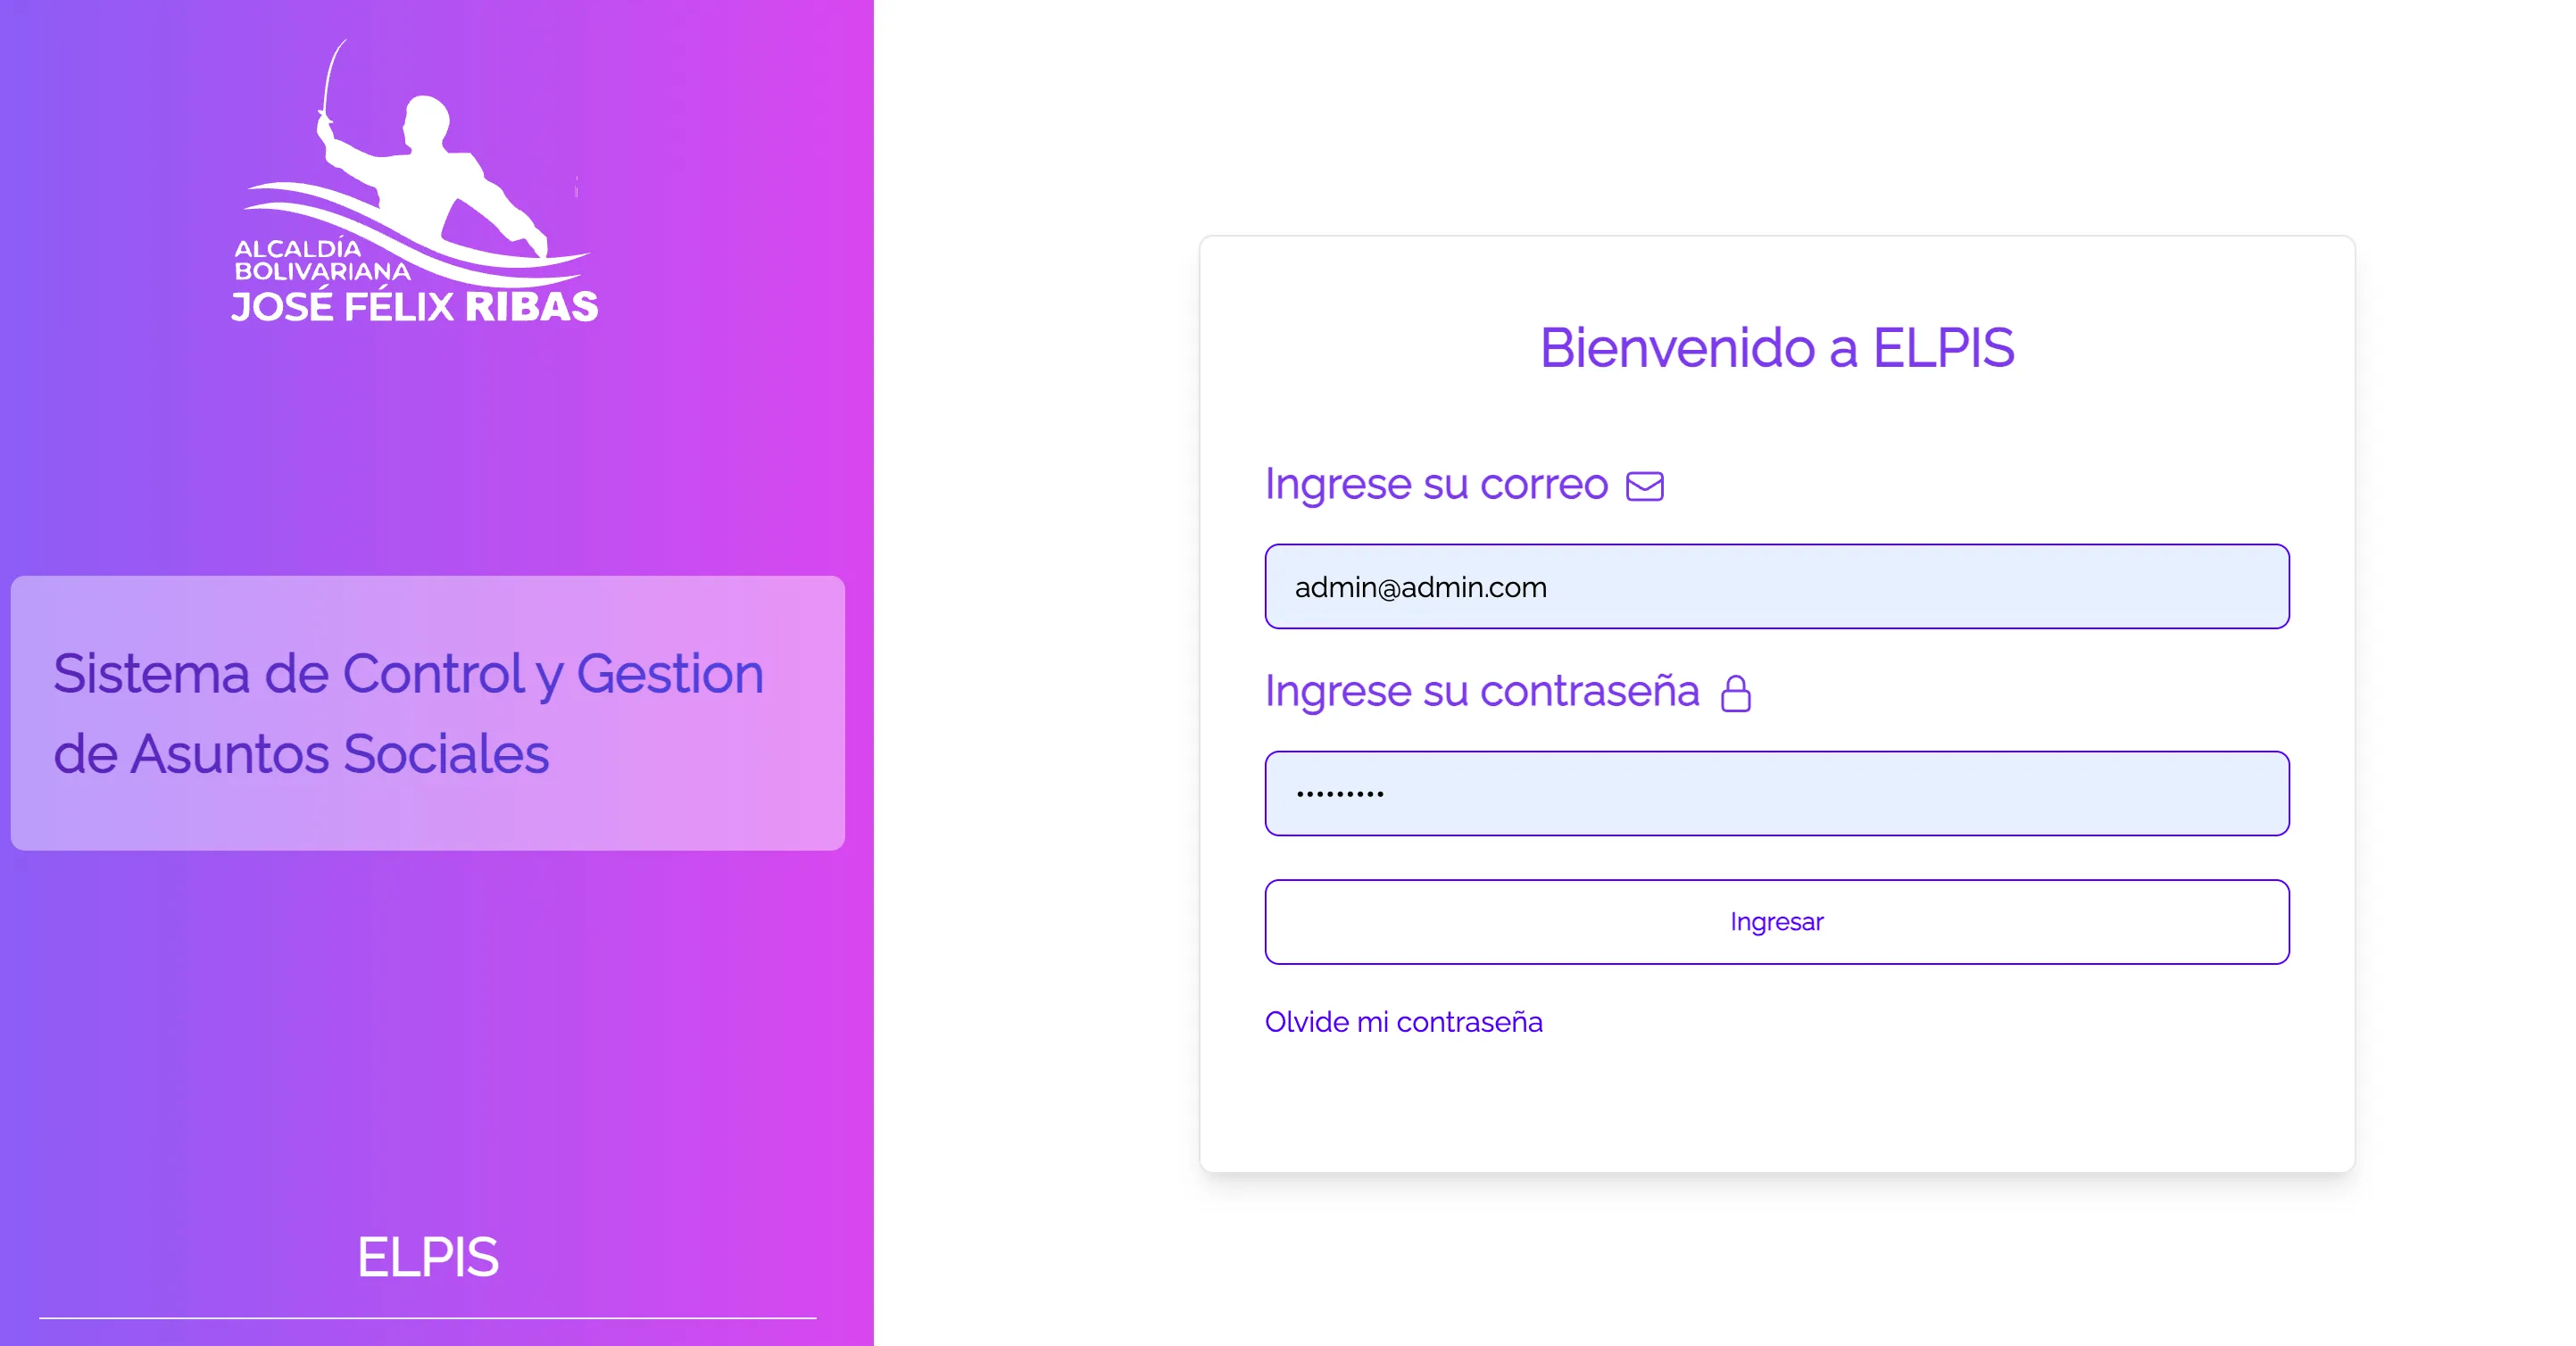 ALCALDÍA
BOLIVARIANA
JOSÉ FÉLIX RIBAS
Sistema de Control y Gestion
de Asuntos Sociales
ELPIS
Bienvenido a ELPIS
Ingrese su correo
admin@admin.com
Ingrese su contraseña
•••••••••
Ingresar
Olvide mi contraseña